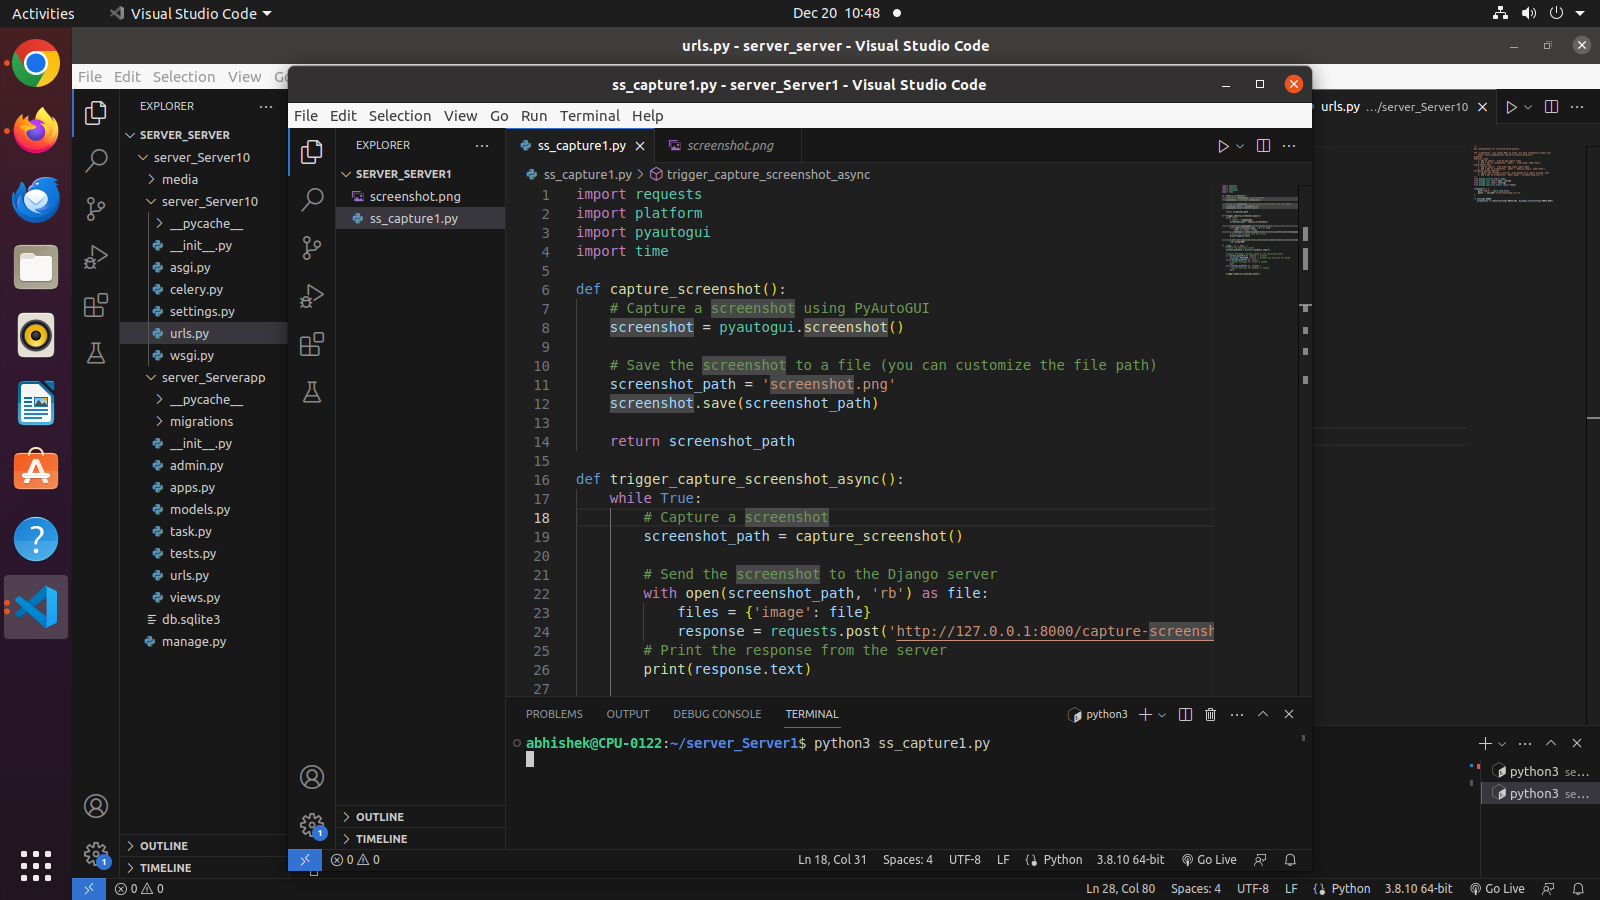 Activities
Visual Studio Code
Dec 20 10:48
urls.py - server_server - Visual Studio Code
File Edit Selection View Go
EXPLORER
SERVER_SERVER
server_Server10
media
server_Server10
__pycache__
__init__.py
asgi.py
celery.py
settings.py
urls.py
wsgi.py
server_Serverapp
__pycache__
migrations
__init__.py
admin.py
apps.py
models.py
task.py
tests.py
urls.py
views.py
db.sqlite3
manage.py
OUTLINE
TIMELINE
1
ss_capture1.py - server_Server1 - Visual Studio Code
File Edit Selection View Go Run Terminal Help
EXPLORER
SERVER_SERVER1
screenshot.png
ss_capture1.py
OUTLINE
TIMELINE
1
ss_capture1.py
screenshot.png
ss_capture1.py > trigger_capture_screenshot_async
1 import requests
2 import platform
3 import pyautogui
4 import time
5
6 def capture_screenshot():
7 # Capture a screenshot using PyAutoGUI
8 screenshot = pyautogui.screenshot()
9
10 # Save the screenshot to a file (you can customize the file path)
11 screenshot_path = 'screenshot.png'
12 screenshot.save(screenshot_path)
13
14 return screenshot_path
15
16 def trigger_capture_screenshot_async():
17 while True:
18 # Capture a screenshot
19 screenshot_path = capture_screenshot()
20
21 # Send the screenshot to the Django server
22 with open(screenshot_path, 'rb') as file:
23 files = {'image': file}
24 response = requests.post('http://127.0.0.1:8000/capture-screensh
25 # Print the response from the server
26 print(response.text)
27
PROBLEMS OUTPUT DEBUG CONSOLE TERMINAL
python3
abhishek@CPU-0122:~/server_Server1$ python3 ss_capture1.py
0 0
Ln 18, Col 31 Spaces: 4 UTF-8 LF Python 3.8.10 64-bit Go Live
urls.py .../server_Server10
python3 se...
python3 se...
0 0
Ln 28, Col 80 Spaces: 4 UTF-8 LF Python 3.8.10 64-bit Go Live